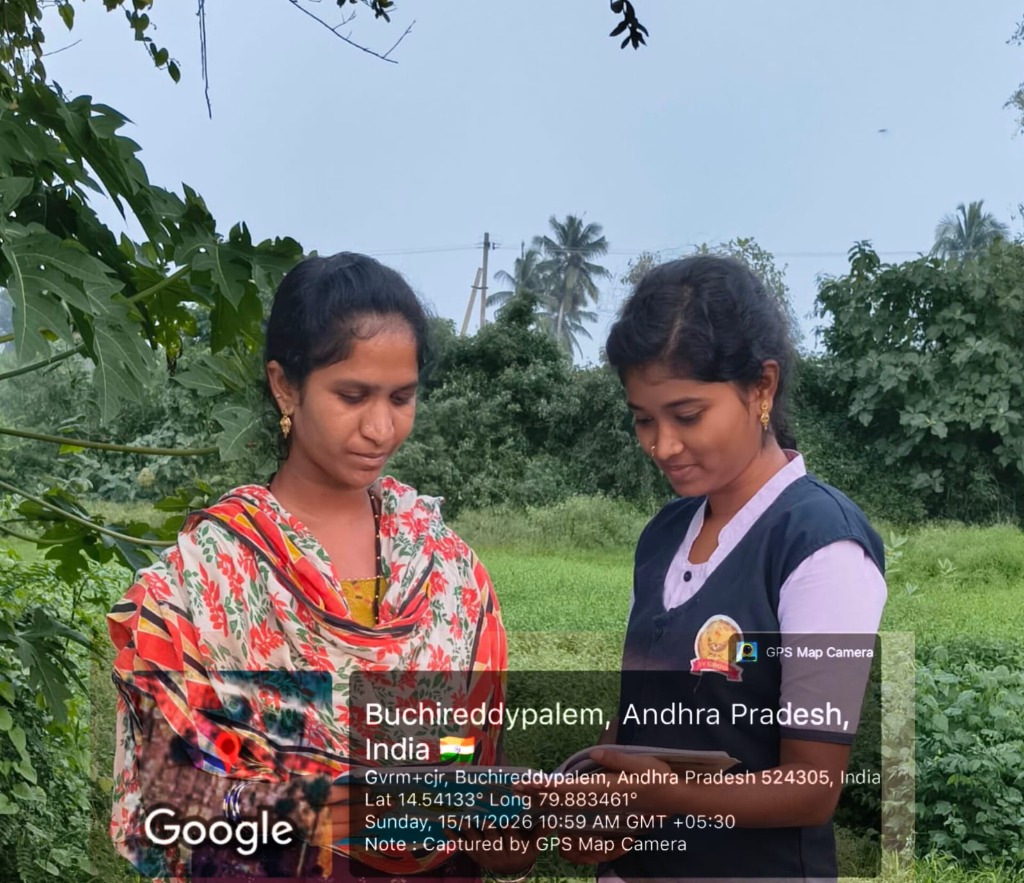 GPS Map Camera
Buchireddypalem, Andhra Pradesh,
India
Gvrm+cjr, Buchireddypalem, Andhra Pradesh 524305, India
Lat 14.54133° Long 79.883461°
Sunday, 15/11/2026 10:59 AM GMT +05:30
Note : Captured by GPS Map Camera
Google